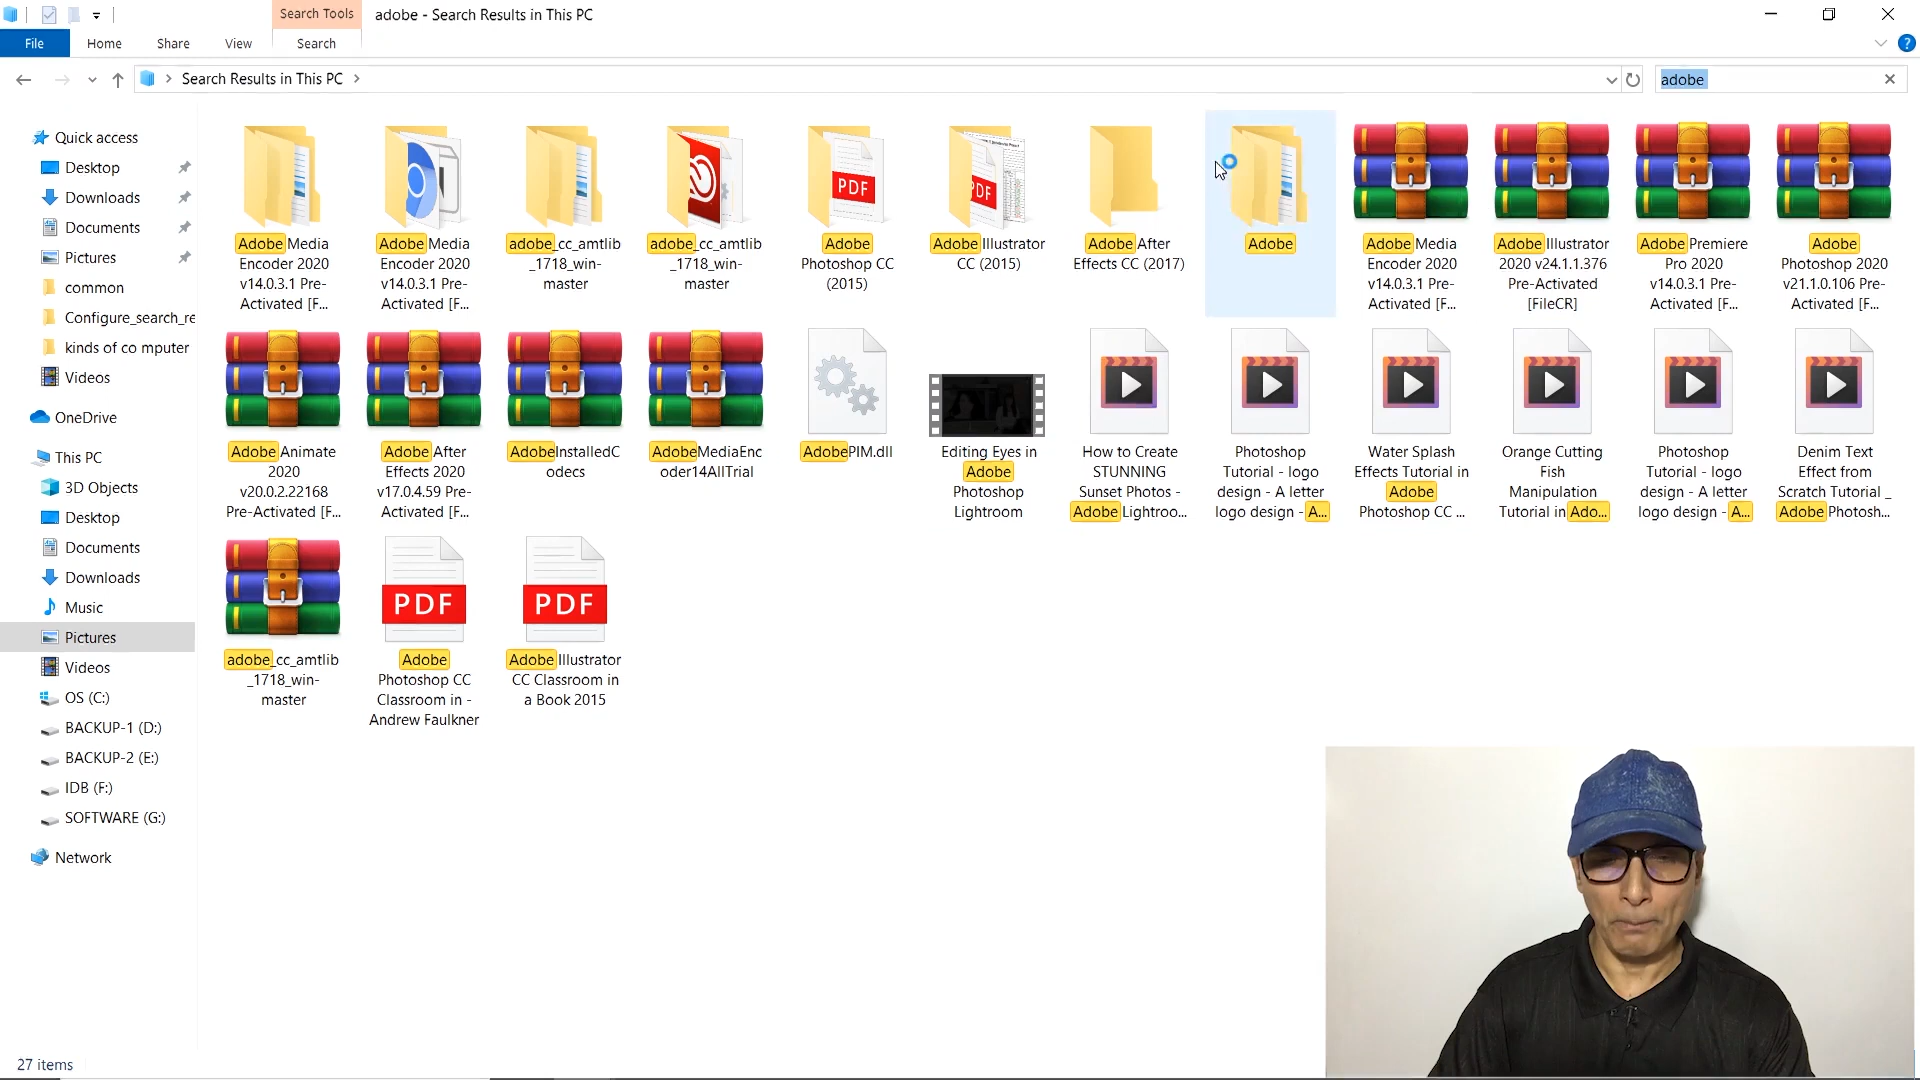 Search Tools
adobe - Search Results in This PC
File
Home
Share
View
Search
Search Results in This PC
adobe
Quick access
Desktop
Downloads
Documents
Pictures
common
Configure_search_re
kinds of co mputer
Videos
OneDrive
This PC
3D Objects
Desktop
Documents
Downloads
Music
Pictures
Videos
OS (C:)
BACKUP-1 (D:)
BACKUP-2 (E:)
IDB (F:)
SOFTWARE (G:)
Network
Adobe Media
Encoder 2020
v14.0.3.1 Pre-
Activated [F...
Adobe Media
Encoder 2020
v14.0.3.1 Pre-
Activated [F...
adobe_cc_amtlib
_1718_win-
master
adobe_cc_amtlib
_1718_win-
master
PDF
Adobe
Photoshop CC
(2015)
PDF
Adobe Illustrator
CC (2015)
Adobe After
Effects CC (2017)
Adobe
Adobe Media
Encoder 2020
v14.0.3.1 Pre-
Activated [F...
Adobe Illustrator
2020 v24.1.1.376
Pre-Activated
[FileCR]
Adobe Premiere
Pro 2020
v14.0.3.1 Pre-
Activated [F...
Adobe
Photoshop 2020
v21.1.0.106 Pre-
Activated [F...
Adobe Animate
2020
v20.0.2.22168
Pre-Activated [F...
Adobe After
Effects 2020
v17.0.4.59 Pre-
Activated [F...
AdobeInstalledC
odecs
AdobeMediaEnc
oder14AllTrial
AdobePIM.dll
Editing Eyes in
Adobe
Photoshop
Lightroom
How to Create
STUNNING
Sunset Photos -
Adobe Lightroo...
Photoshop
Tutorial - logo
design - A letter
logo design - A...
Water Splash
Effects Tutorial in
Adobe
Photoshop CC ...
Orange Cutting
Fish
Manipulation
Tutorial in Ado...
Photoshop
Tutorial - logo
design - A letter
logo design - A...
Denim Text
Effect from
Scratch Tutorial _
Adobe Photosh...
adobe_cc_amtlib
_1718_win-
master
PDF
Adobe
Photoshop CC
Classroom in -
Andrew Faulkner
PDF
Adobe Illustrator
CC Classroom in
a Book 2015
27 items